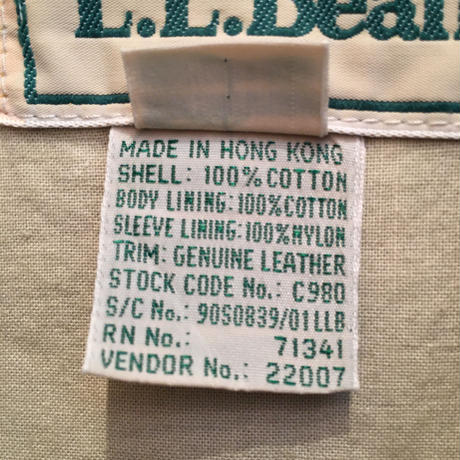 L.L.Bean
MADE IN HONG KONG
SHELL: 100% COTTON
BODY LINING: 100% COTTON
SLEEVE LINING: 100% NYLON
TRIM: GENUINE LEATHER
STOCK CODE No.: C980
S/C No.: 90S0839/01LLB
RN No.: 71341
VENDOR No.: 22007